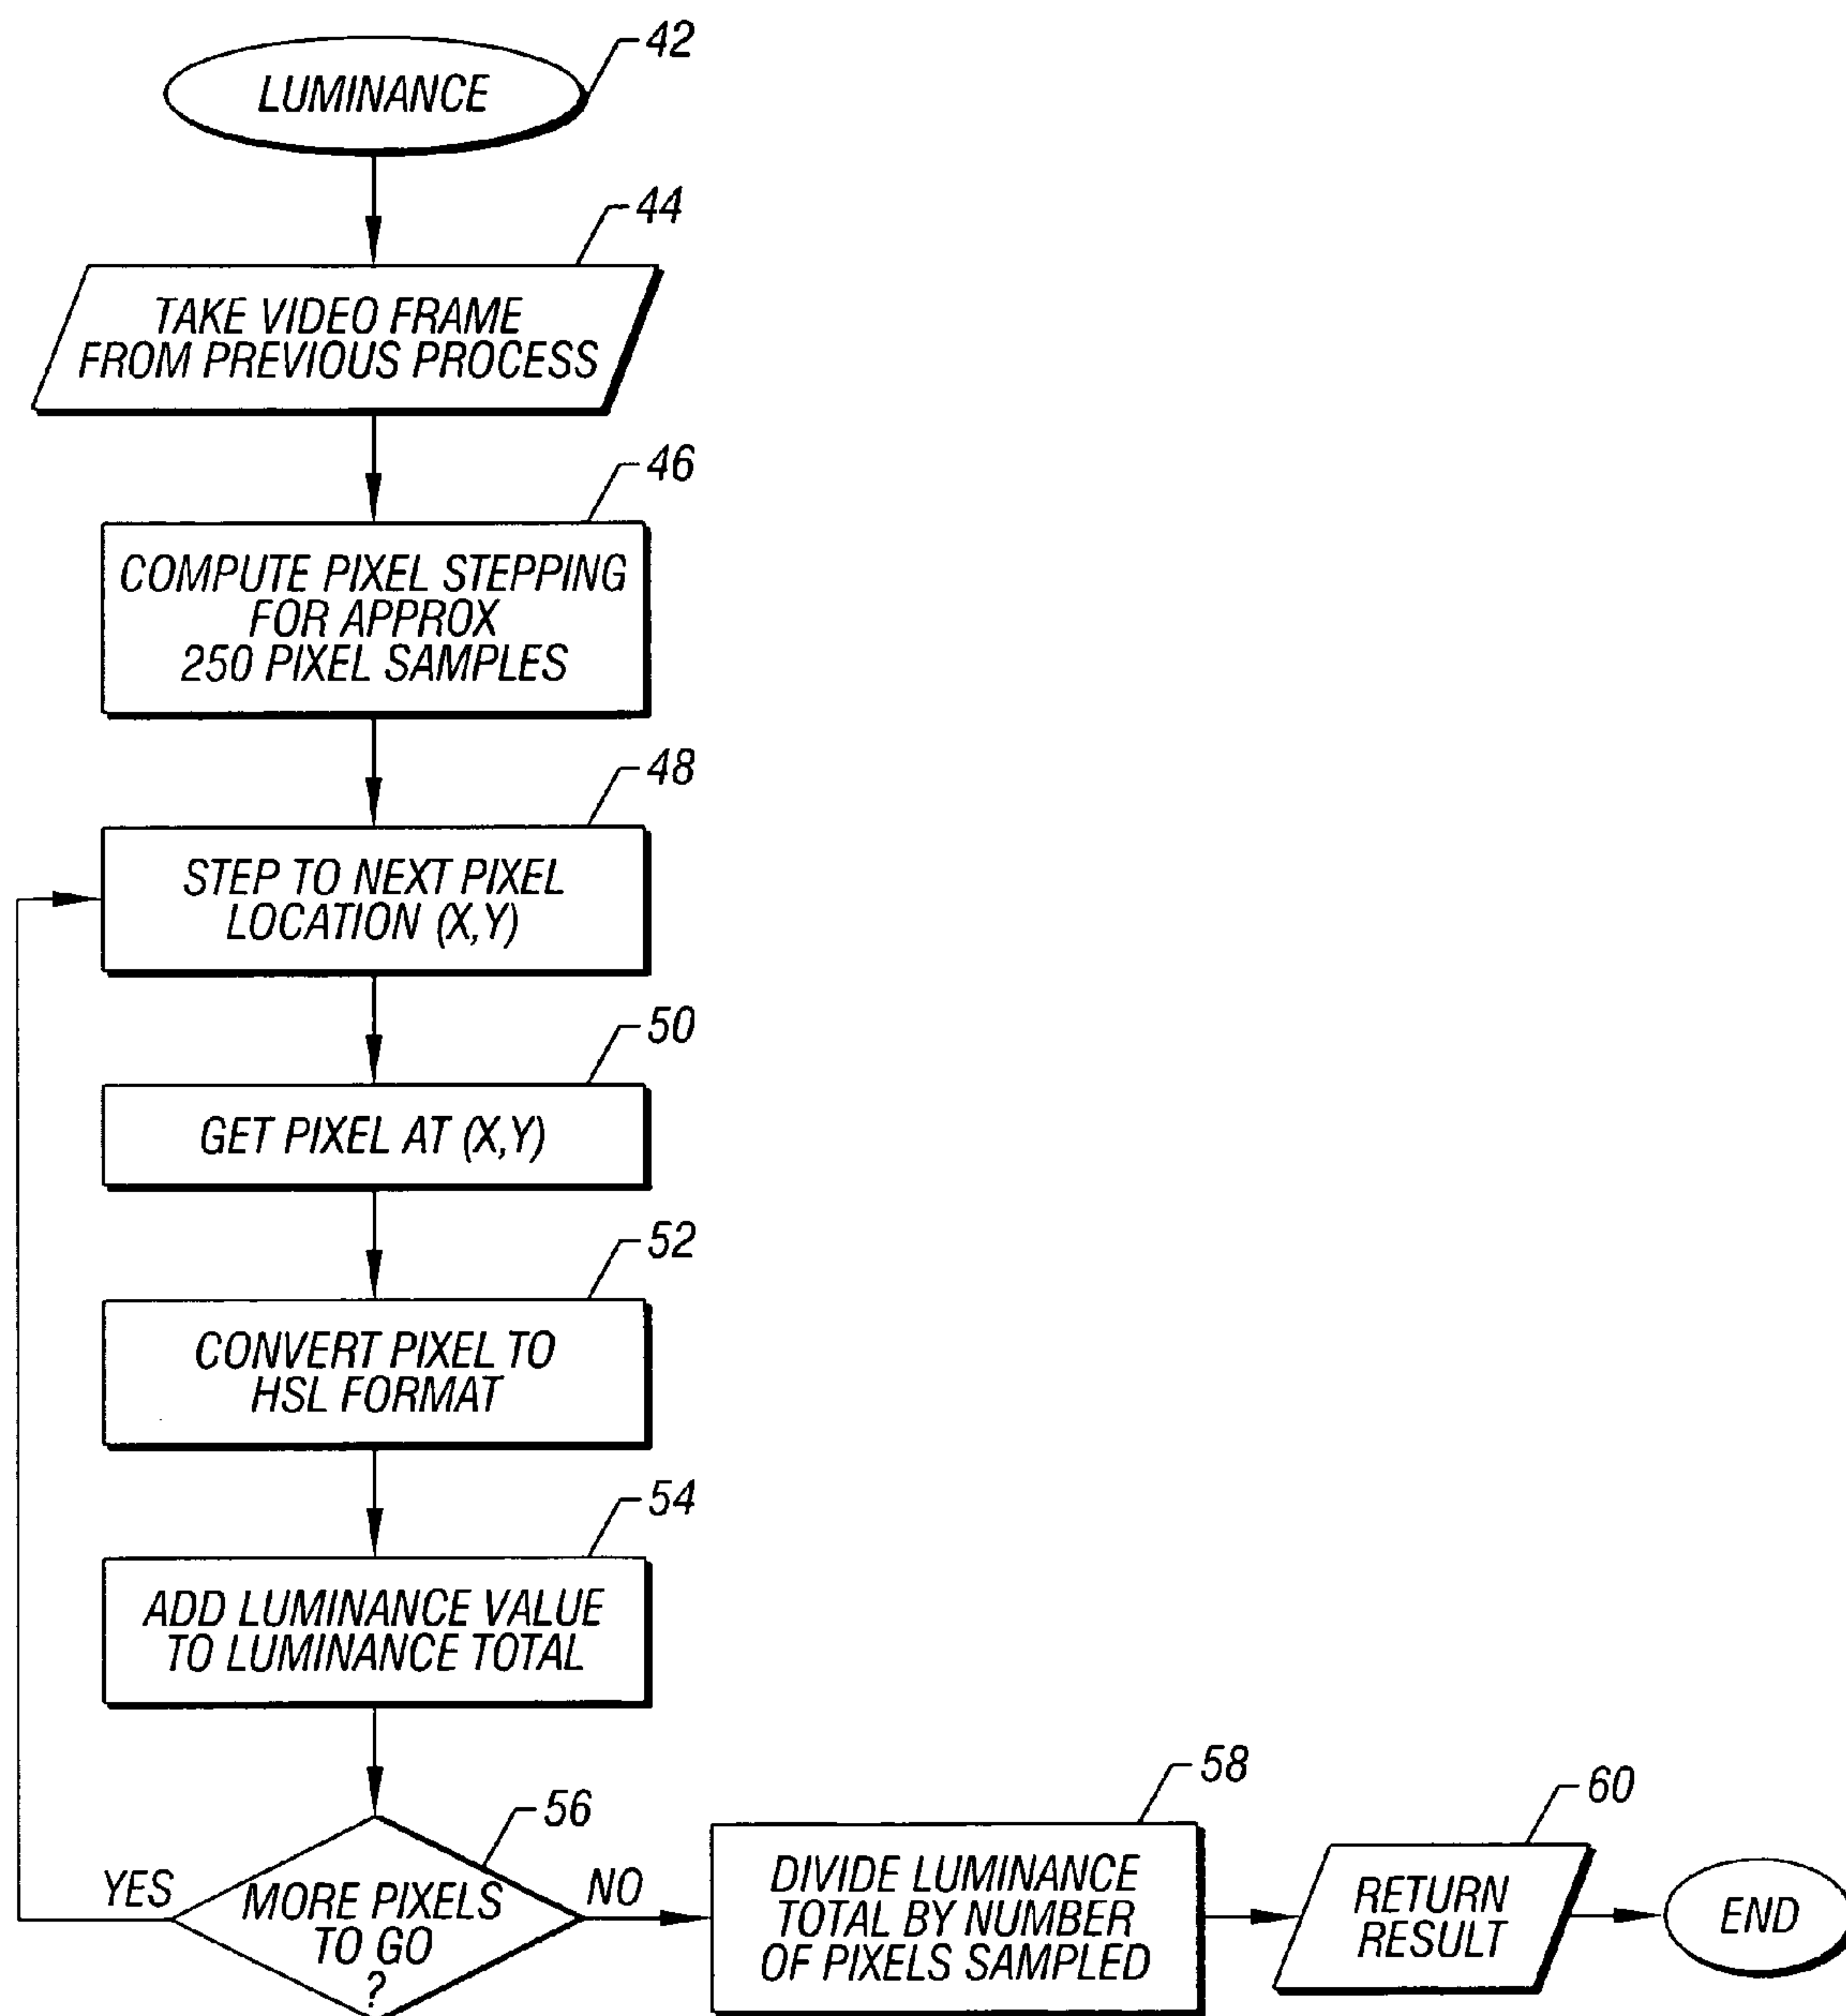 42
LUMINANCE
44
TAKE VIDEO FRAME
FROM PREVIOUS PROCESS
46
COMPUTE PIXEL STEPPING
FOR APPROX
250 PIXEL SAMPLES
48
STEP TO NEXT PIXEL
LOCATION (X,Y)
50
GET PIXEL AT (X,Y)
52
CONVERT PIXEL TO
HSL FORMAT
54
ADD LUMINANCE VALUE
TO LUMINANCE TOTAL
56
YES
MORE PIXELS
TO GO
?
NO
58
DIVIDE LUMINANCE
TOTAL BY NUMBER
OF PIXELS SAMPLED
60
RETURN
RESULT
END